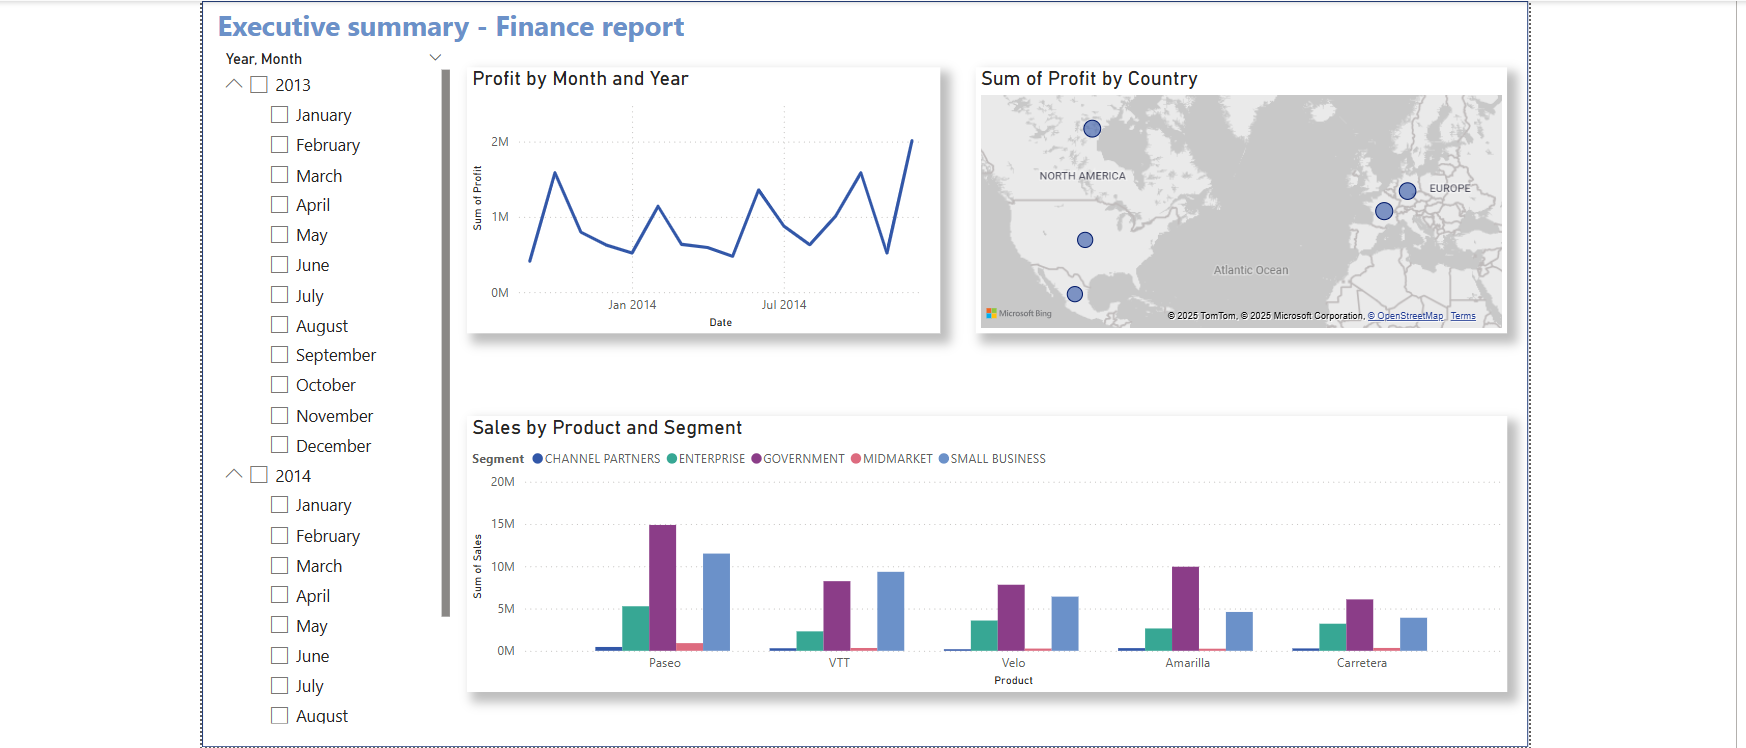 Executive summary - Finance report
Year, Month
2013
January
February
March
April
May
June
July
August
September
October
November
December
2014
January
February
March
April
May
June
July
August
Profit by Month and Year
Sum of Profit
2M
1M
0M
Jan 2014
Jul 2014
Date
Sum of Profit by Country
NORTH AMERICA
EUROPE
Atlantic Ocean
Microsoft Bing
© 2025 TomTom, © 2025 Microsoft Corporation, © OpenStreetMap Terms
Sales by Product and Segment
Segment CHANNEL PARTNERS ENTERPRISE GOVERNMENT MIDMARKET SMALL BUSINESS
Sum of Sales
20M
15M
10M
5M
0M
Paseo VTT Velo Amarilla Carretera
Product